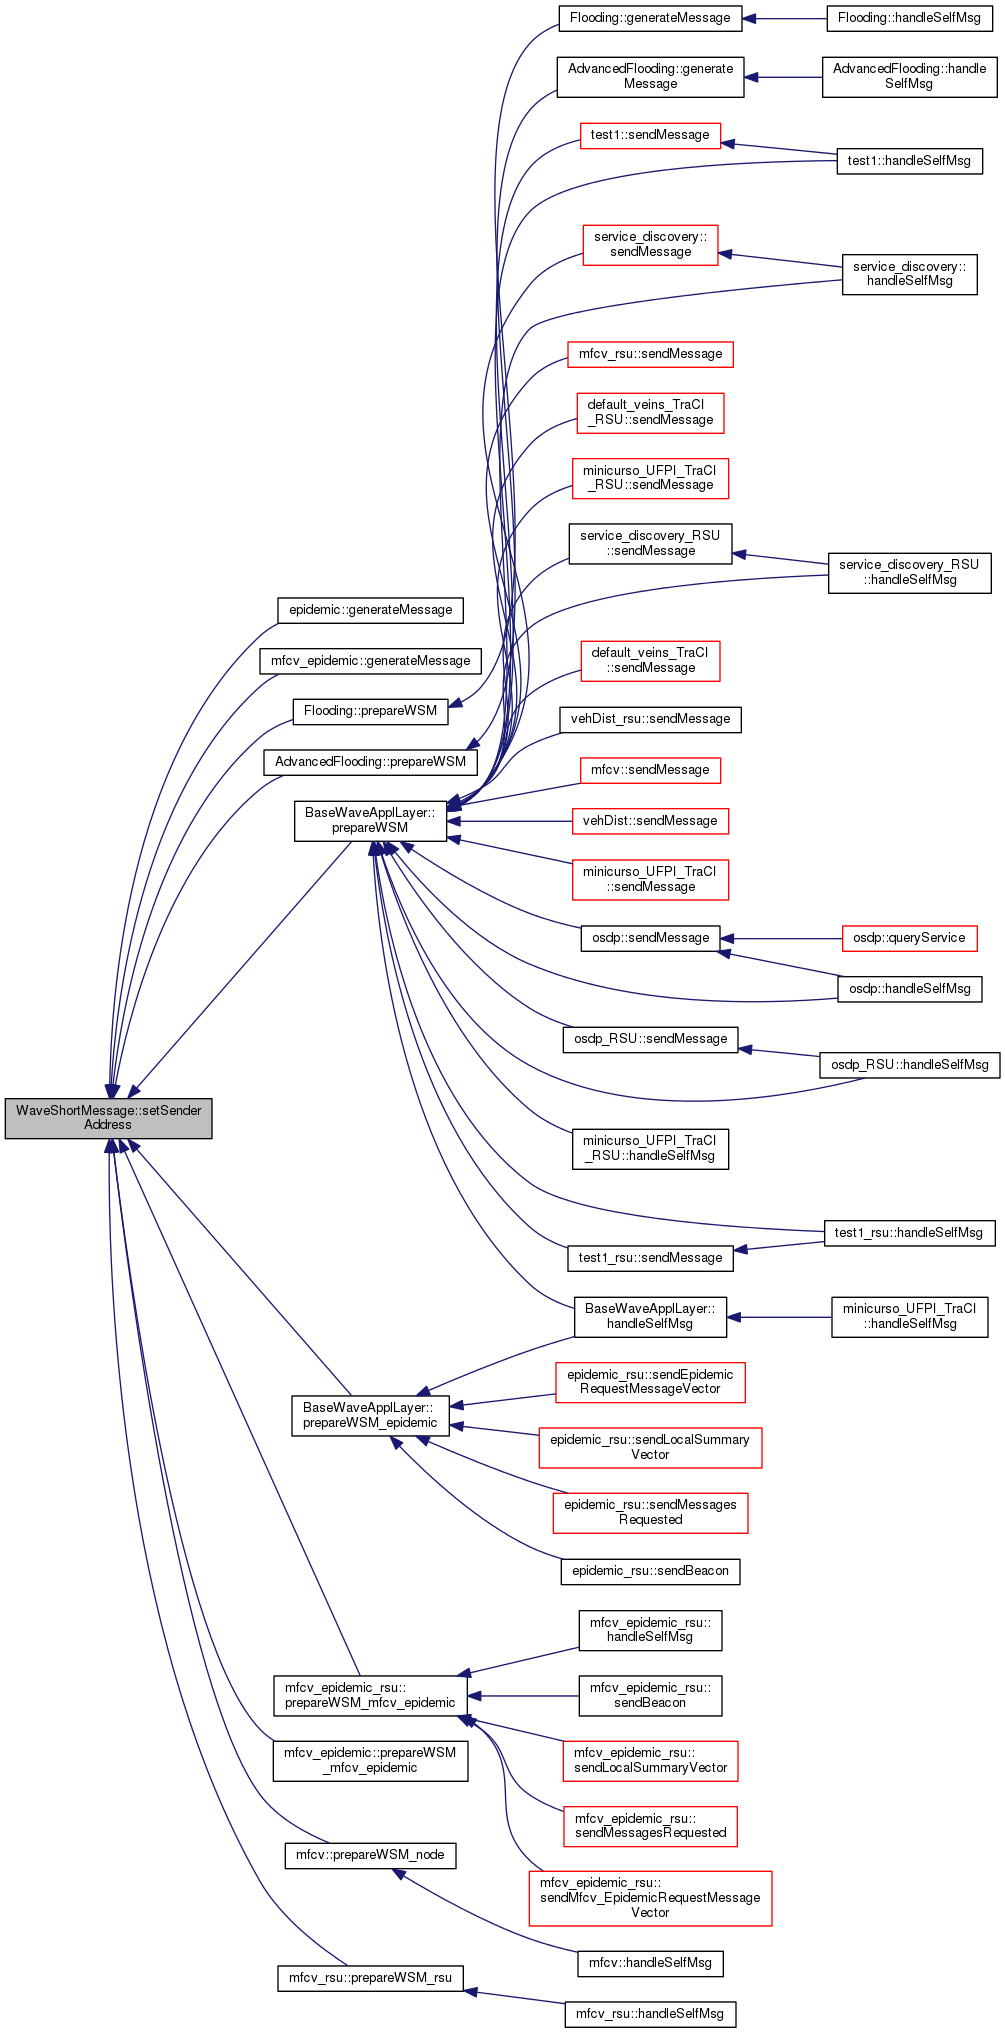 Flooding::generateMessage
Flooding::handleSelfMsg
AdvancedFlooding::generate
Message
AdvancedFlooding::handle
SelfMsg
test1::sendMessage
test1::handleSelfMsg
service_discovery::
sendMessage
service_discovery::
handleSelfMsg
mfcv_rsu::sendMessage
default_veins_TraCI
_RSU::sendMessage
minicurso_UFPI_TraCI
_RSU::sendMessage
service_discovery_RSU
::sendMessage
service_discovery_RSU
::handleSelfMsg
epidemic::generateMessage
mfcv_epidemic::generateMessage
default_veins_TraCI
::sendMessage
Flooding::prepareWSM
vehDist_rsu::sendMessage
AdvancedFlooding::prepareWSM
mfcv::sendMessage
BaseWaveApplLayer::
prepareWSM
vehDist::sendMessage
minicurso_UFPI_TraCI
::sendMessage
osdp::sendMessage
osdp::queryService
osdp::handleSelfMsg
osdp_RSU::sendMessage
osdp_RSU::handleSelfMsg
WaveShortMessage::setSender
Address
minicurso_UFPI_TraCI
_RSU::handleSelfMsg
test1_rsu::handleSelfMsg
test1_rsu::sendMessage
BaseWaveApplLayer::
handleSelfMsg
minicurso_UFPI_TraCI
::handleSelfMsg
epidemic_rsu::sendEpidemic
RequestMessageVector
BaseWaveApplLayer::
prepareWSM_epidemic
epidemic_rsu::sendLocalSummary
Vector
epidemic_rsu::sendMessages
Requested
epidemic_rsu::sendBeacon
mfcv_epidemic_rsu::
handleSelfMsg
mfcv_epidemic_rsu::
prepareWSM_mfcv_epidemic
mfcv_epidemic_rsu::
sendBeacon
mfcv_epidemic::prepareWSM
_mfcv_epidemic
mfcv_epidemic_rsu::
sendLocalSummaryVector
mfcv_epidemic_rsu::
sendMessagesRequested
mfcv::prepareWSM_node
mfcv_epidemic_rsu::
sendMfcv_EpidemicRequestMessage
Vector
mfcv::handleSelfMsg
mfcv_rsu::prepareWSM_rsu
mfcv_rsu::handleSelfMsg